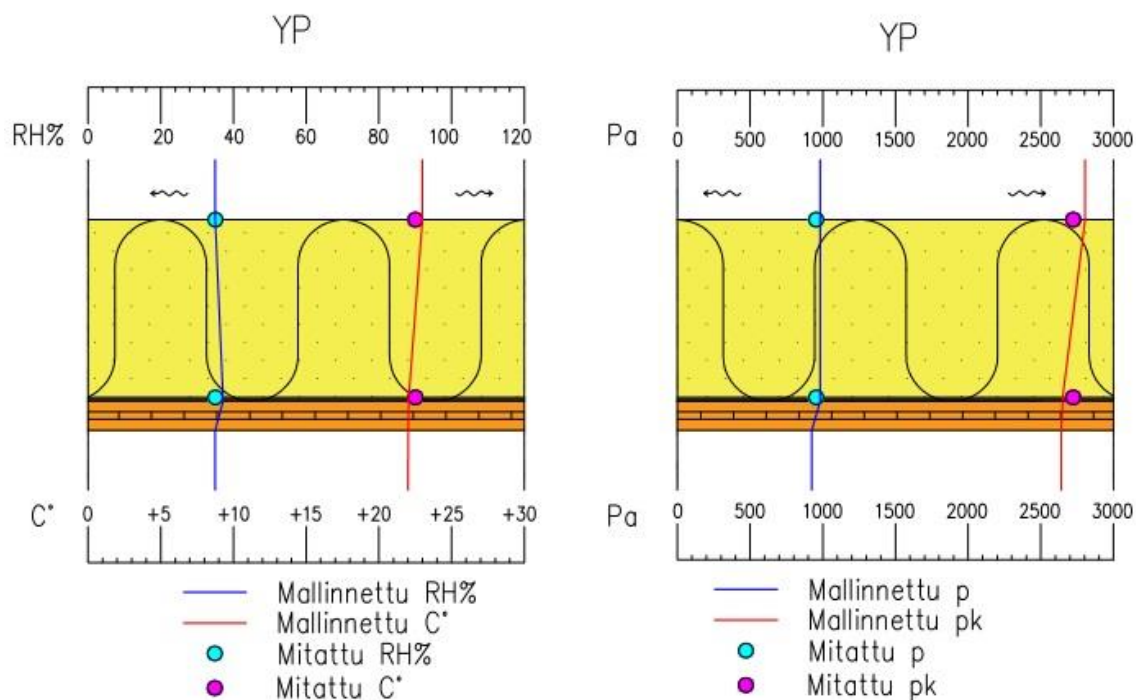 YP
YP
0 20 40 60 80 100 120
RH%
0 500 1000 1500 2000 2500 3000
Pa
C° 0 +5 +10 +15 +20 +25 +30
Pa 0 500 1000 1500 2000 2500 3000
Mallinnettu RH%
Mallinnettu C°
Mitattu RH%
Mitattu C°
Mallinnettu p
Mallinnettu pk
Mitattu p
Mitattu pk